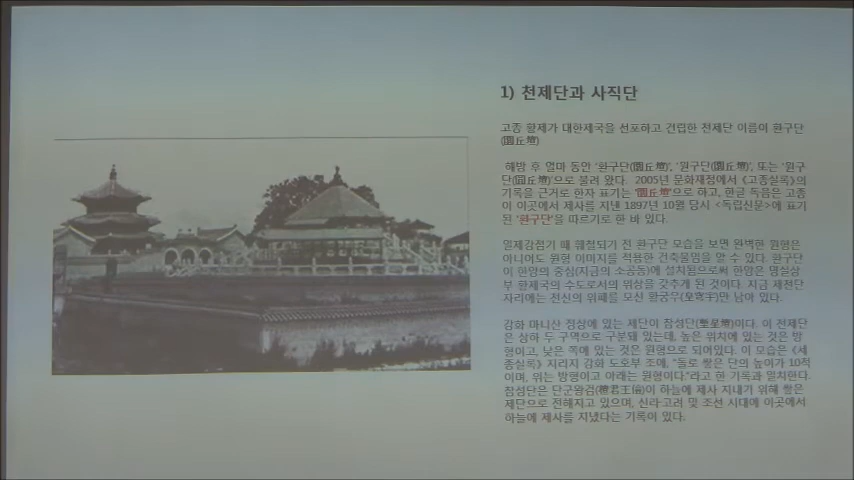 1) 천제단과 사직단
고종 황제가 대한제국을 선포하고 건립한 천제단 이름이 환구단
(圜丘壇)
해방 후 얼마 동안 '환구단(圜丘壇)', '원구단(圜丘壇)', 또는 '원구
단(圜丘壇)'으로 불려 왔다. 2005년 문화재청에서 《고종실록》의
기록을 근거로 한자 표기는 '圜丘壇'으로 하고, 한글 독음은 고종
이 이곳에서 제사를 지낸 1897년 10월 당시 <독립신문>에 표기
된 '환구단'을 따르기로 한 바 있다.
일제강점기 때 훼철되기 전 환구단 모습을 보면 완벽한 원형은
아니어도 원형 이미지를 적용한 건축물임을 알 수 있다. 환구단
이 한양의 중심(지금의 소공동)에 설치됨으로써 한양은 명실상
부 황제국의 수도로서의 위상을 갖추게 된 것이다. 지금 제천단
자리에는 천신의 위패를 모신 황궁우(皇穹宇)만 남아 있다.
강화 마니산 정상에 있는 제단이 참성단(塹星壇)이다. 이 천제단
은 상하 두 구역으로 구분돼 있는데, 높은 위치에 있는 것은 방
형이고, 낮은 쪽에 있는 것은 원형으로 되어있다. 이 모습은 《세
종실록》 지리지 강화 도호부 조에, "돌로 쌓은 단의 높이가 10척
이며, 위는 방형이고 아래는 원형이다."라고 한 기록과 일치한다.
참성단은 단군왕검(檀君王儉)이 하늘에 제사 지내기 위해 쌓은
제단으로 전해지고 있으며, 신라·고려 및 조선 시대에 이곳에서
하늘에 제사를 지냈다는 기록이 있다.